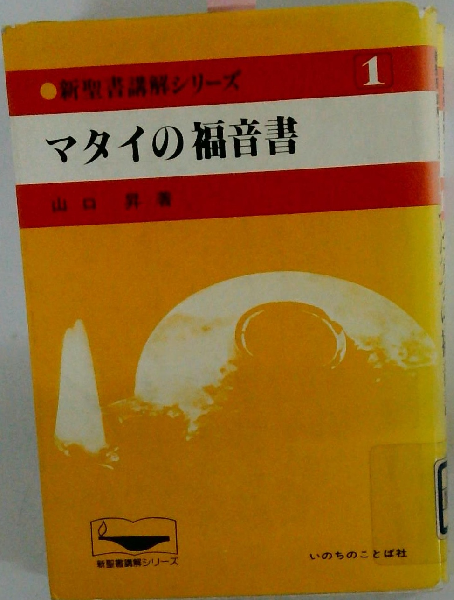 ●新聖書講解シリーズ 1
マタイの福音書
山口 昇 著
新聖書講解シリーズ
いのちのことば社